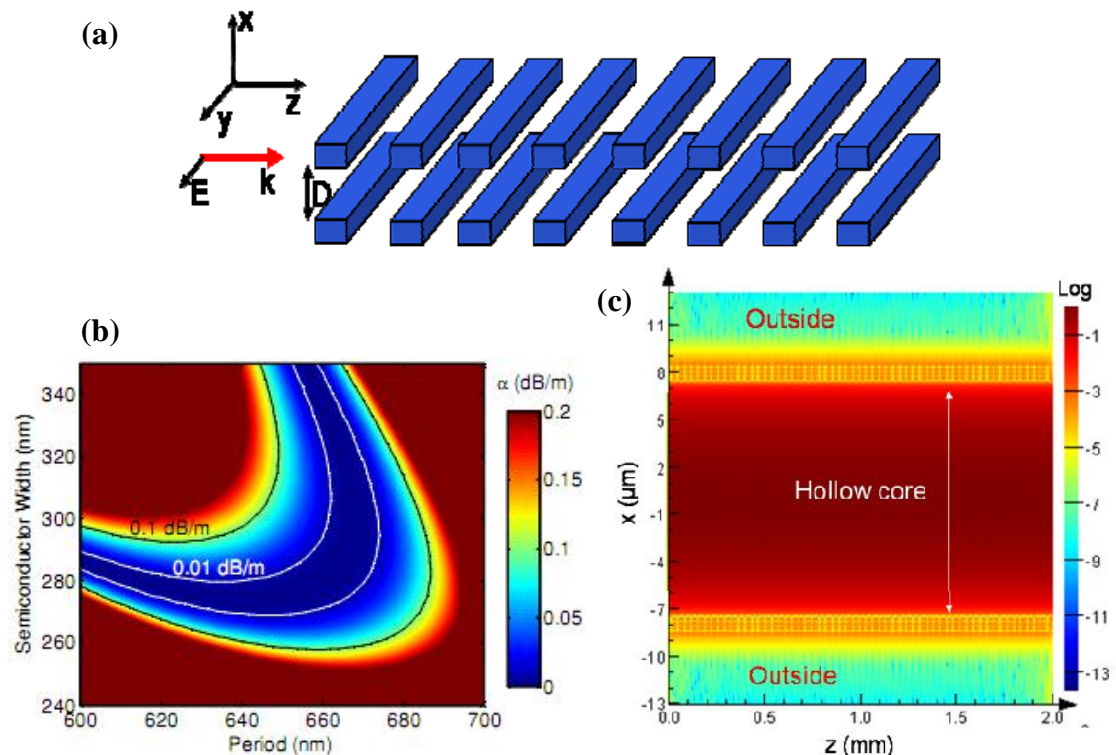 (a)
x
z
y
E
k
D
(b)
Semiconductor Width (nm)
340
320
300
280
260
240
0.1 dB/m
0.01 dB/m
600
620
640
660
680
700
Period (nm)
α (dB/m)
0.2
0.15
0.1
0.05
0
(c)
x (µm)
11
8
5
2
-1
-4
-7
-10
-13
Outside
Hollow core
Outside
0.0
0.5
1.0
1.5
2.0
z (mm)
Log
-1
-3
-5
-7
-9
-11
-13